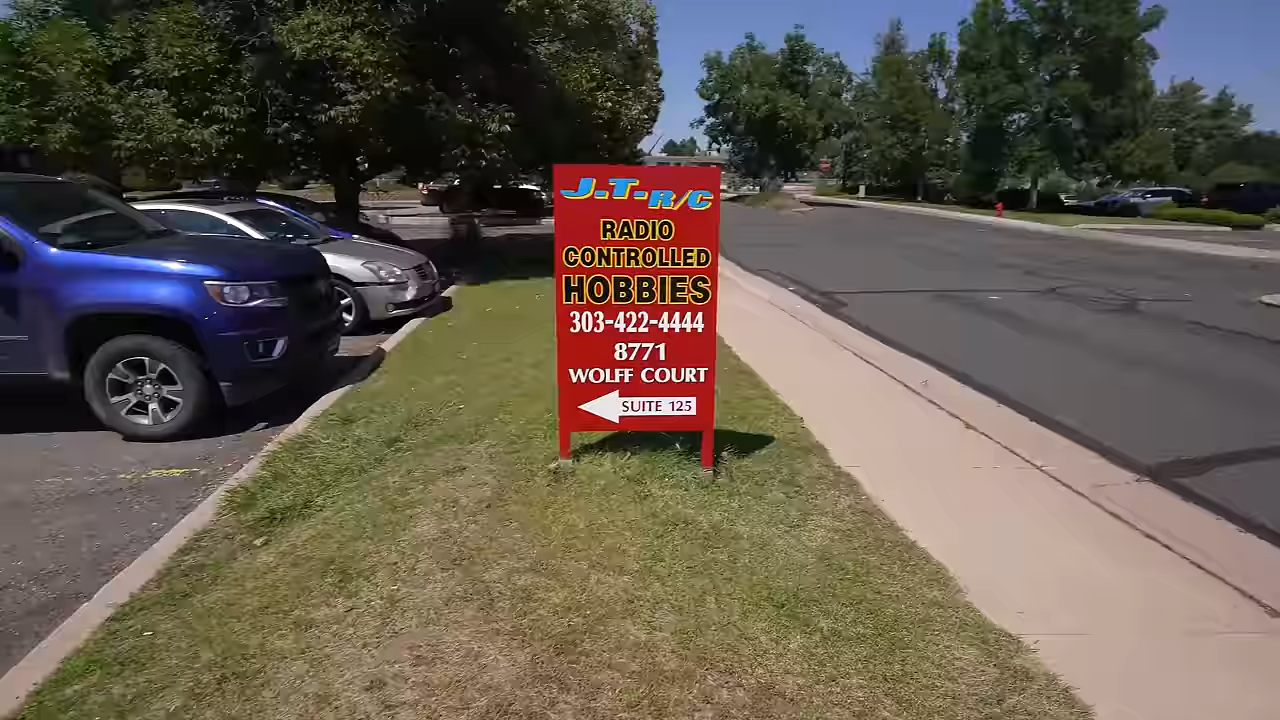 J.T.R/C
RADIO
CONTROLLED
HOBBIES
303-422-4444
8771
WOLFF COURT
SUITE 125